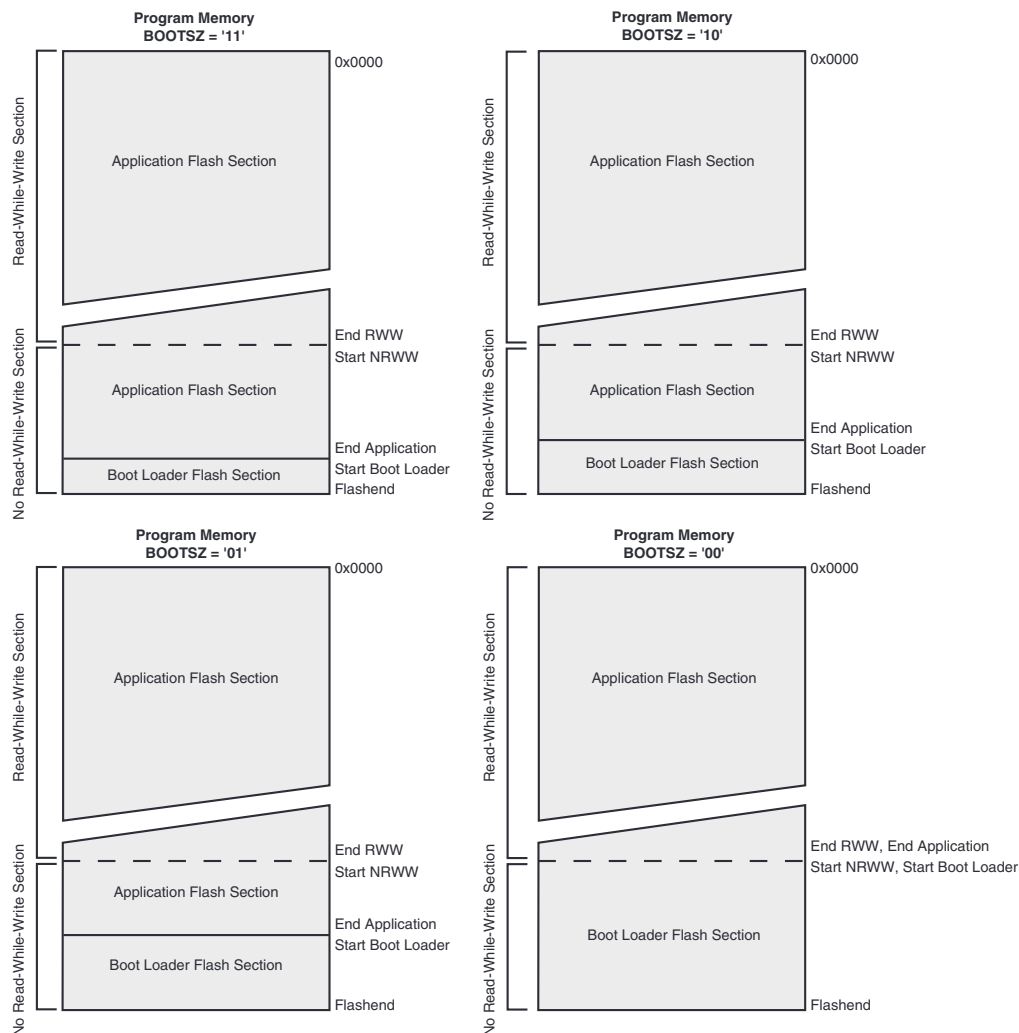 Program Memory
BOOTSZ = '11'
0x0000
Read-While-Write Section
Application Flash Section
End RWW
Start NRWW
No Read-While-Write Section
Application Flash Section
End Application
Start Boot Loader
Boot Loader Flash Section
Flashend
Program Memory
BOOTSZ = '10'
0x0000
Read-While-Write Section
Application Flash Section
End RWW
Start NRWW
No Read-While-Write Section
Application Flash Section
End Application
Start Boot Loader
Boot Loader Flash Section
Flashend
Program Memory
BOOTSZ = '01'
0x0000
Read-While-Write Section
Application Flash Section
End RWW
Start NRWW
No Read-While-Write Section
Application Flash Section
End Application
Start Boot Loader
Boot Loader Flash Section
Flashend
Program Memory
BOOTSZ = '00'
0x0000
Read-While-Write Section
Application Flash Section
End RWW, End Application
Start NRWW, Start Boot Loader
No Read-While-Write Section
Boot Loader Flash Section
Flashend